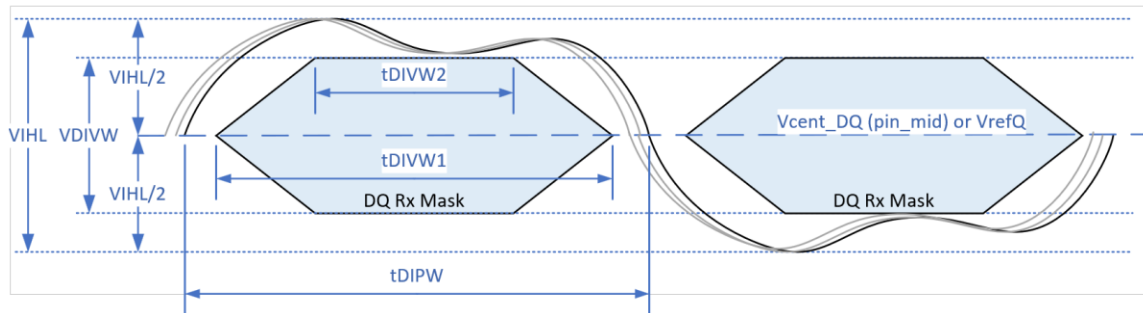 VIHL
VIHL/2
VDIVW
VIHL/2
tDIVW2
tDIVW1
DQ Rx Mask
tDIPW
Vcent_DQ (pin_mid) or VrefQ
DQ Rx Mask